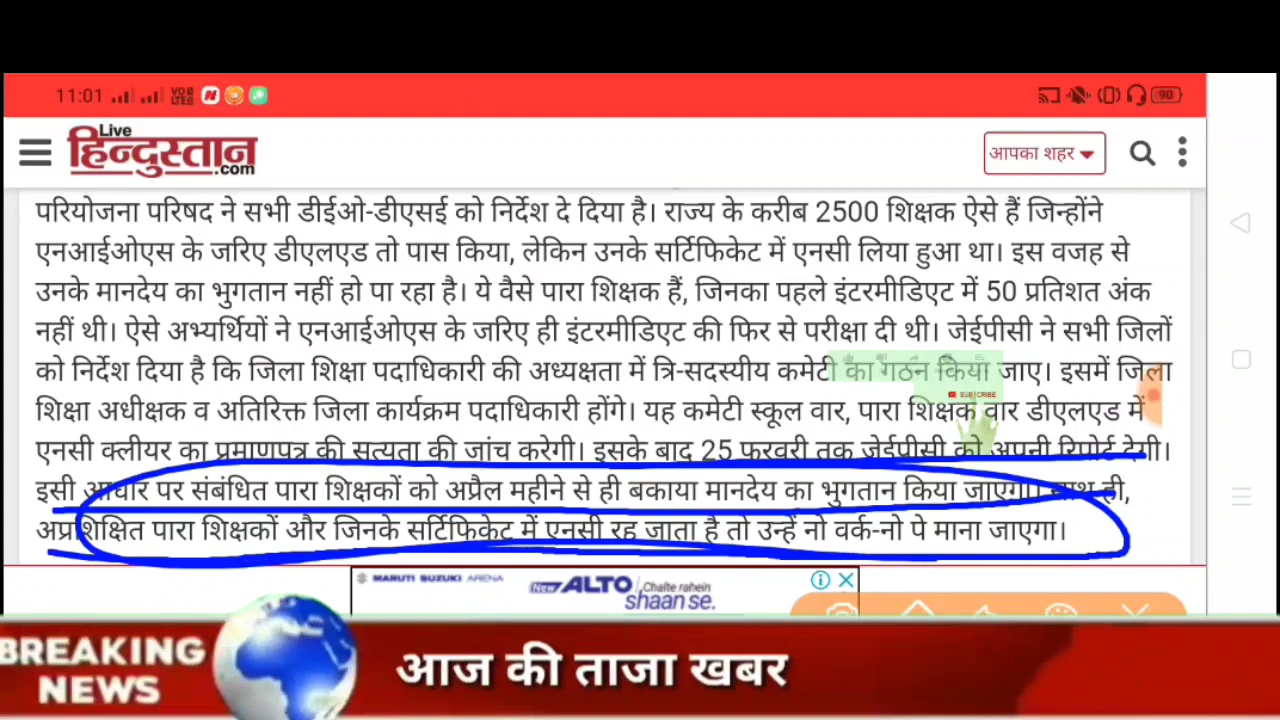 11:01
VOD LTE
90
Live
हिन्दुस्तान
.com
आपका शहर
परियोजना परिषद ने सभी डीईओ-डीएसई को निर्देश दे दिया है। राज्य के करीब 2500 शिक्षक ऐसे हैं जिन्होंने
एनआईओएस के जरिए डीएलएड तो पास किया, लेकिन उनके सर्टिफिकेट में एनसी लिया हुआ था। इस वजह से
उनके मानदेय का भुगतान नहीं हो पा रहा है। ये वैसे पारा शिक्षक हैं, जिनका पहले इंटरमीडिएट में 50 प्रतिशत अंक
नहीं थी। ऐसे अभ्यर्थियों ने एनआईओएस के जरिए ही इंटरमीडिएट की फिर से परीक्षा दी थी। जेईपीसी ने सभी जिलों
को निर्देश दिया है कि जिला शिक्षा पदाधिकारी की अध्यक्षता में त्रि-सदस्यीय कमेटी का गठन किया जाए। इसमें जिला
शिक्षा अधीक्षक व अतिरिक्त जिला कार्यक्रम पदाधिकारी होंगे। यह कमेटी स्कूल वार, पारा शिक्षक वार डीएलएड में
SUBSCRIBE
एनसी क्लीयर का प्रमाणपत्र की सत्यता की जांच करेगी। इसके बाद 25 फरवरी तक जेईपीसी को अपनी रिपोर्ट देगी।
इसी आधार पर संबंधित पारा शिक्षकों को अप्रैल महीने से ही बकाया मानदेय का भुगतान किया जाएगा। साथ ही,
अप्रशिक्षित पारा शिक्षकों और जिनके सर्टिफिकेट में एनसी रह जाता है तो उन्हें नो वर्क-नो पे माना जाएगा।
MARUTI SUZUKI ARENA
New ALTO
Chalte rahein
shaan se.
BREAKING
NEWS
आज की ताजा खबर